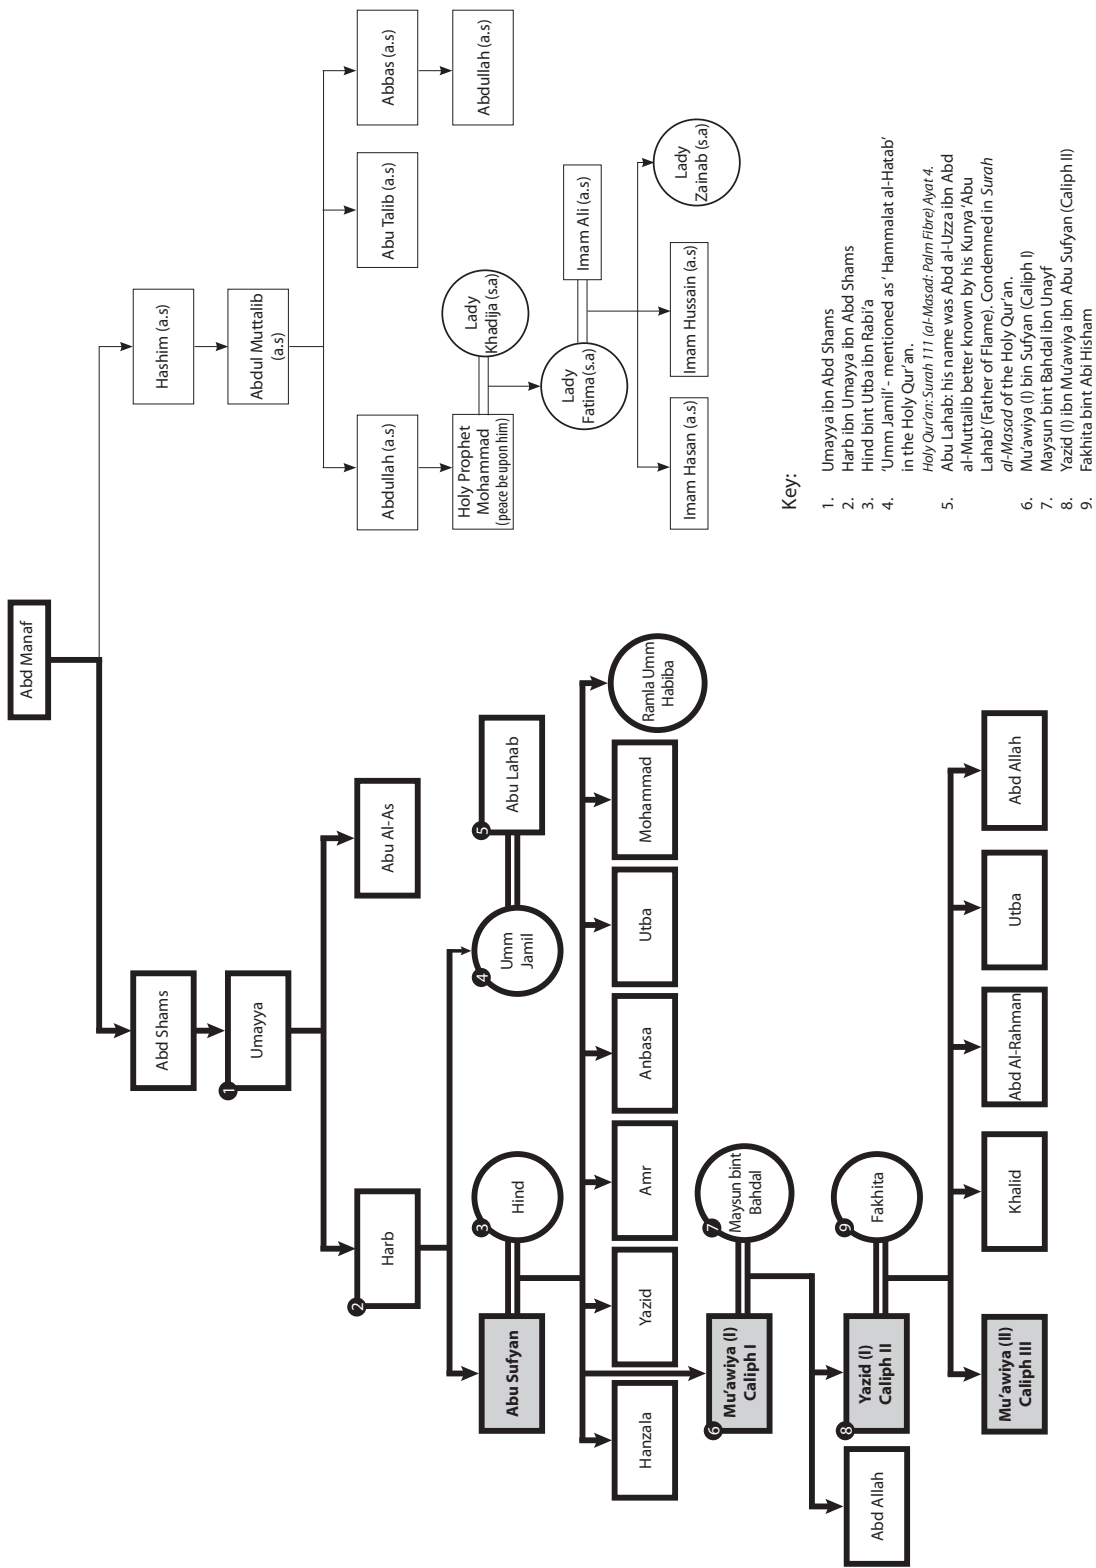 Abd Manaf
Abd Shams
Hashim (a.s)
1
Umayya
Abdul Muttalib
(a.s)
2
Harb
Abu Al-As
Abdullah (a.s)
Abu Talib (a.s)
Abbas (a.s)
Abu Sufyan
3
Hind
4
Umm
Jamil
5
Abu Lahab
Holy Prophet
Mohammad
(peace be upon him)
Lady
Khadija (s.a)
Abdullah (a.s)
Lady
Fatima(s.a)
Imam Ali (a.s)
Hanzala
Yazid
Amr
Anbasa
Utba
Mohammad
Ramla Umm
Habiba
Imam Hasan (a.s)
Imam Hussain (a.s)
Lady
Zainab (s.a)
6
Mu'awiya (I)
Caliph I
7
Maysun bint
Bahdal
Abd Allah
8
Yazid (I)
Caliph II
9
Fakhita
Mu'awiya (II)
Caliph III
Khalid
Abd Al-Rahman
Utba
Abd Allah
Key:
1. Umayya ibn Abd Shams
2. Harb ibn Umayya ibn Abd Shams
3. Hind bint Utba ibn Rabi'a
4. 'Umm Jamil' - mentioned as ' Hammalat al-Hatab'
in the Holy Qur'an.
Holy Qur'an: Surah 111 (al-Masad: Palm Fibre) Ayat 4.
5. Abu Lahab: his name was Abd al-Uzza ibn Abd
al-Muttalib better known by his Kunya 'Abu
Lahab' (Father of Flame). Condemned in Surah
al-Masad of the Holy Qur'an.
6. Mu'awiya (I) bin Sufyan (Caliph I)
7. Maysun bint Bahdal ibn Unayf
8. Yazid (I) ibn Mu'awiya ibn Abu Sufyan (Caliph II)
9. Fakhita bint Abi Hisham